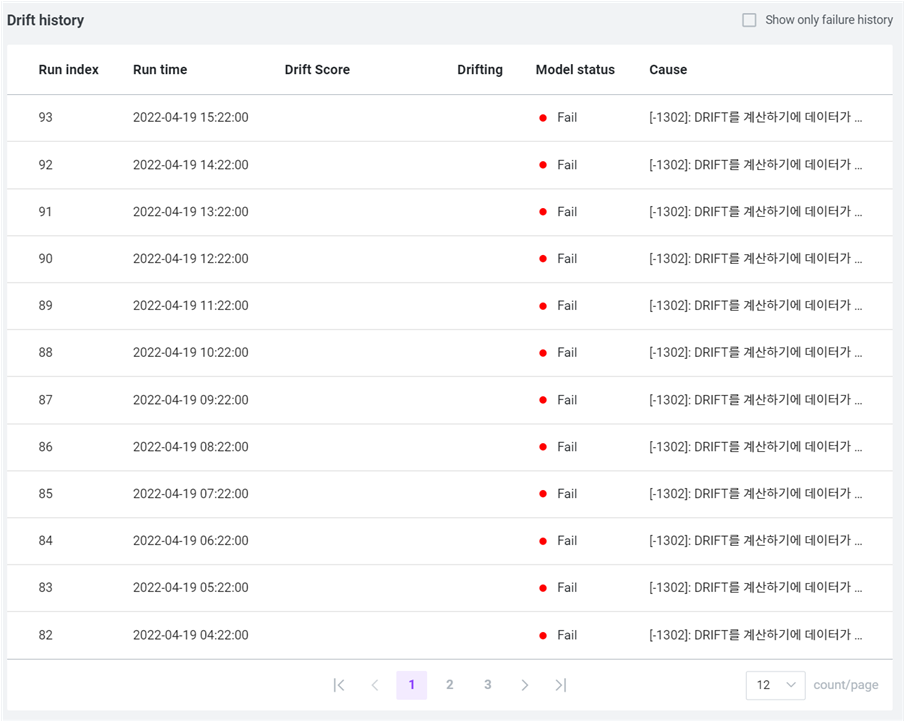 Drift history
Show only failure history
Run index Run time Drift Score Drifting Model status Cause
93 2022-04-19 15:22:00 Fail [-1302]: DRIFT를 계산하기에 데이터가 ...
92 2022-04-19 14:22:00 Fail [-1302]: DRIFT를 계산하기에 데이터가 ...
91 2022-04-19 13:22:00 Fail [-1302]: DRIFT를 계산하기에 데이터가 ...
90 2022-04-19 12:22:00 Fail [-1302]: DRIFT를 계산하기에 데이터가 ...
89 2022-04-19 11:22:00 Fail [-1302]: DRIFT를 계산하기에 데이터가 ...
88 2022-04-19 10:22:00 Fail [-1302]: DRIFT를 계산하기에 데이터가 ...
87 2022-04-19 09:22:00 Fail [-1302]: DRIFT를 계산하기에 데이터가 ...
86 2022-04-19 08:22:00 Fail [-1302]: DRIFT를 계산하기에 데이터가 ...
85 2022-04-19 07:22:00 Fail [-1302]: DRIFT를 계산하기에 데이터가 ...
84 2022-04-19 06:22:00 Fail [-1302]: DRIFT를 계산하기에 데이터가 ...
83 2022-04-19 05:22:00 Fail [-1302]: DRIFT를 계산하기에 데이터가 ...
82 2022-04-19 04:22:00 Fail [-1302]: DRIFT를 계산하기에 데이터가 ...
1 2 3 12 count/page